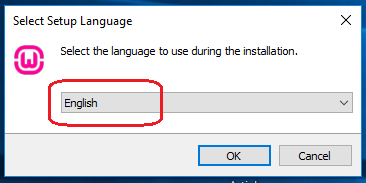 Select Setup Language
Select the language to use during the installation.
English
OK
Cancel